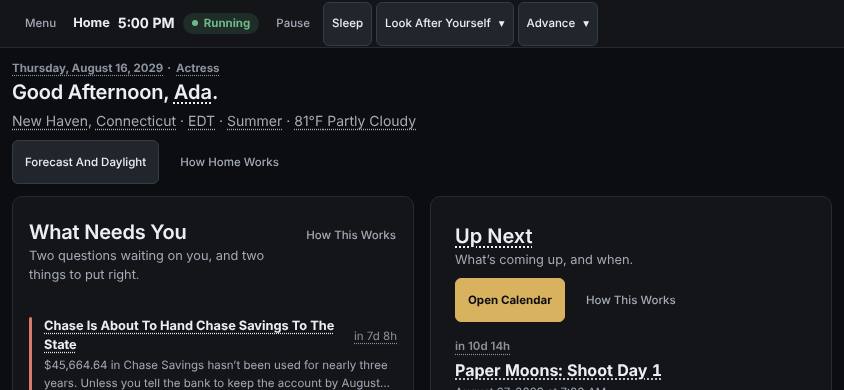 Menu Home 5:00 PM Running Pause Sleep Look After Yourself ▾ Advance ▾
Thursday, August 16, 2029 · Actress
Good Afternoon, Ada.
New Haven, Connecticut · EDT · Summer · 81°F Partly Cloudy
Forecast And Daylight How Home Works
What Needs You How This Works
Two questions waiting on you, and two
things to put right.
Chase Is About To Hand Chase Savings To The
State
in 7d 8h
$45,664.64 in Chase Savings hasn't been used for nearly three
years. Unless you tell the bank to keep the account by August...
Up Next
What's coming up, and when.
Open Calendar How This Works
in 10d 14h
Paper Moons: Shoot Day 1